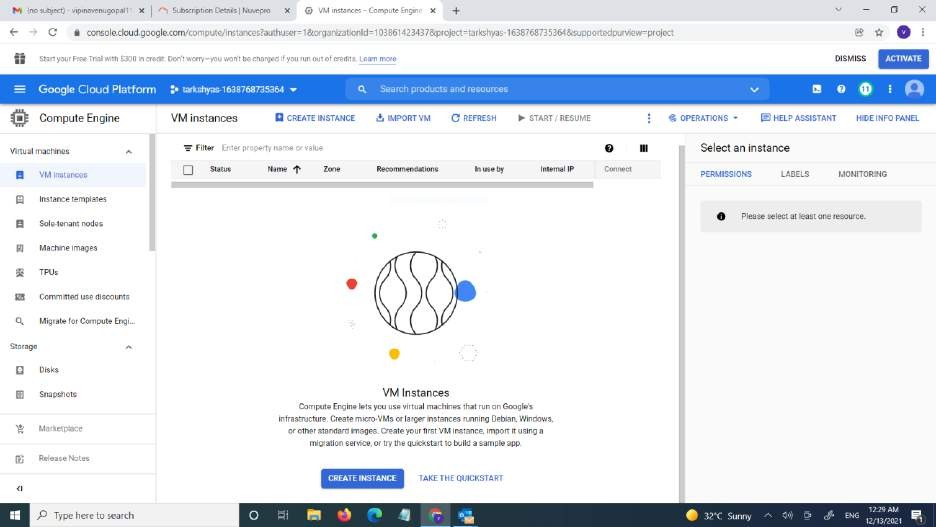 (no subject) - vipinavenugopal11
Subscription Details | Nuvepro
VM instances – Compute Engine
console.cloud.google.com/compute/instances?authuser=1&organizationId=1038614234​37&project=tarkshyas-1638768735364&supportedpurview=project
Start your Free Trial with $300 in credit. Don't worry—you won't be charged if you run out of credits. Learn more
DISMISS
ACTIVATE
Google Cloud Platform
tarkshyas-1638768735364
Search products and resources
11
Compute Engine
VM instances
CREATE INSTANCE
IMPORT VM
REFRESH
START / RESUME
OPERATIONS
HELP ASSISTANT
HIDE INFO PANEL
Virtual machines
VM instances
Instance templates
Sole-tenant nodes
Machine images
TPUs
Committed use discounts
Migrate for Compute Engi...
Storage
Disks
Snapshots
Marketplace
Release Notes
Filter Enter property name or value
Status Name Zone Recommendations In use by Internal IP Connect
VM Instances
Compute Engine lets you use virtual machines that run on Google's
infrastructure. Create micro-VMs or larger instances running Debian, Windows,
or other standard images. Create your first VM instance, import it using a
migration service, or try the quickstart to build a sample app.
CREATE INSTANCE
TAKE THE QUICKSTART
Select an instance
PERMISSIONS LABELS MONITORING
Please select at least one resource.
Type here to search
32°C Sunny
ENG
12:29 AM
12/13/2021
1